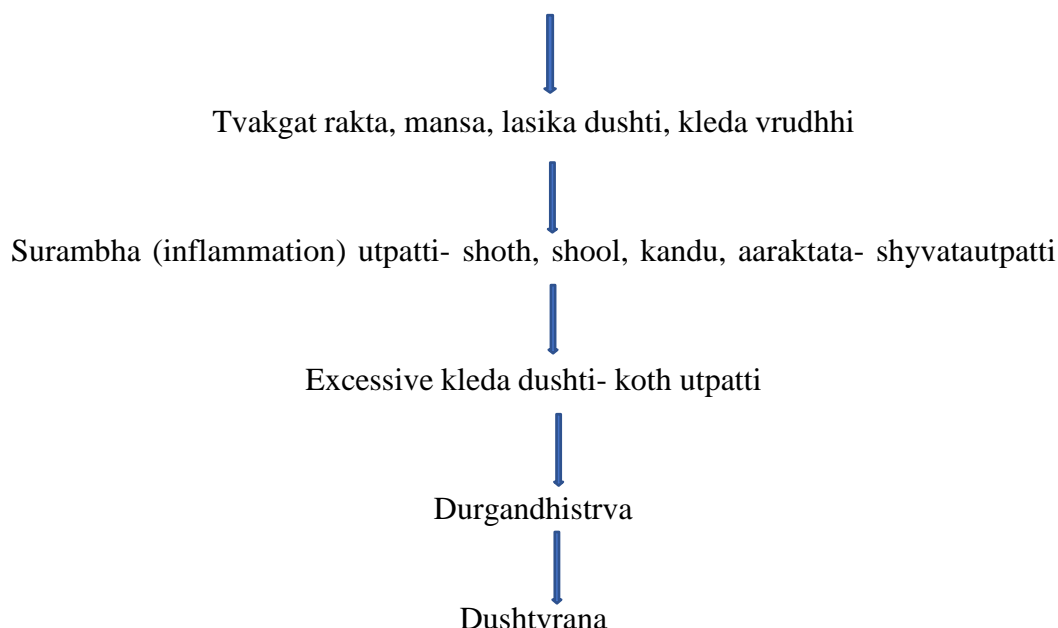 Tvakgat rakta, mansa, lasika dushti, kleda vrudhhi
Surambha (inflammation) utpatti- shoth, shool, kandu, aaraktata- shyvatautpatti
Excessive kleda dushti- koth utpatti
Durgandhistrva
Dushtvrana